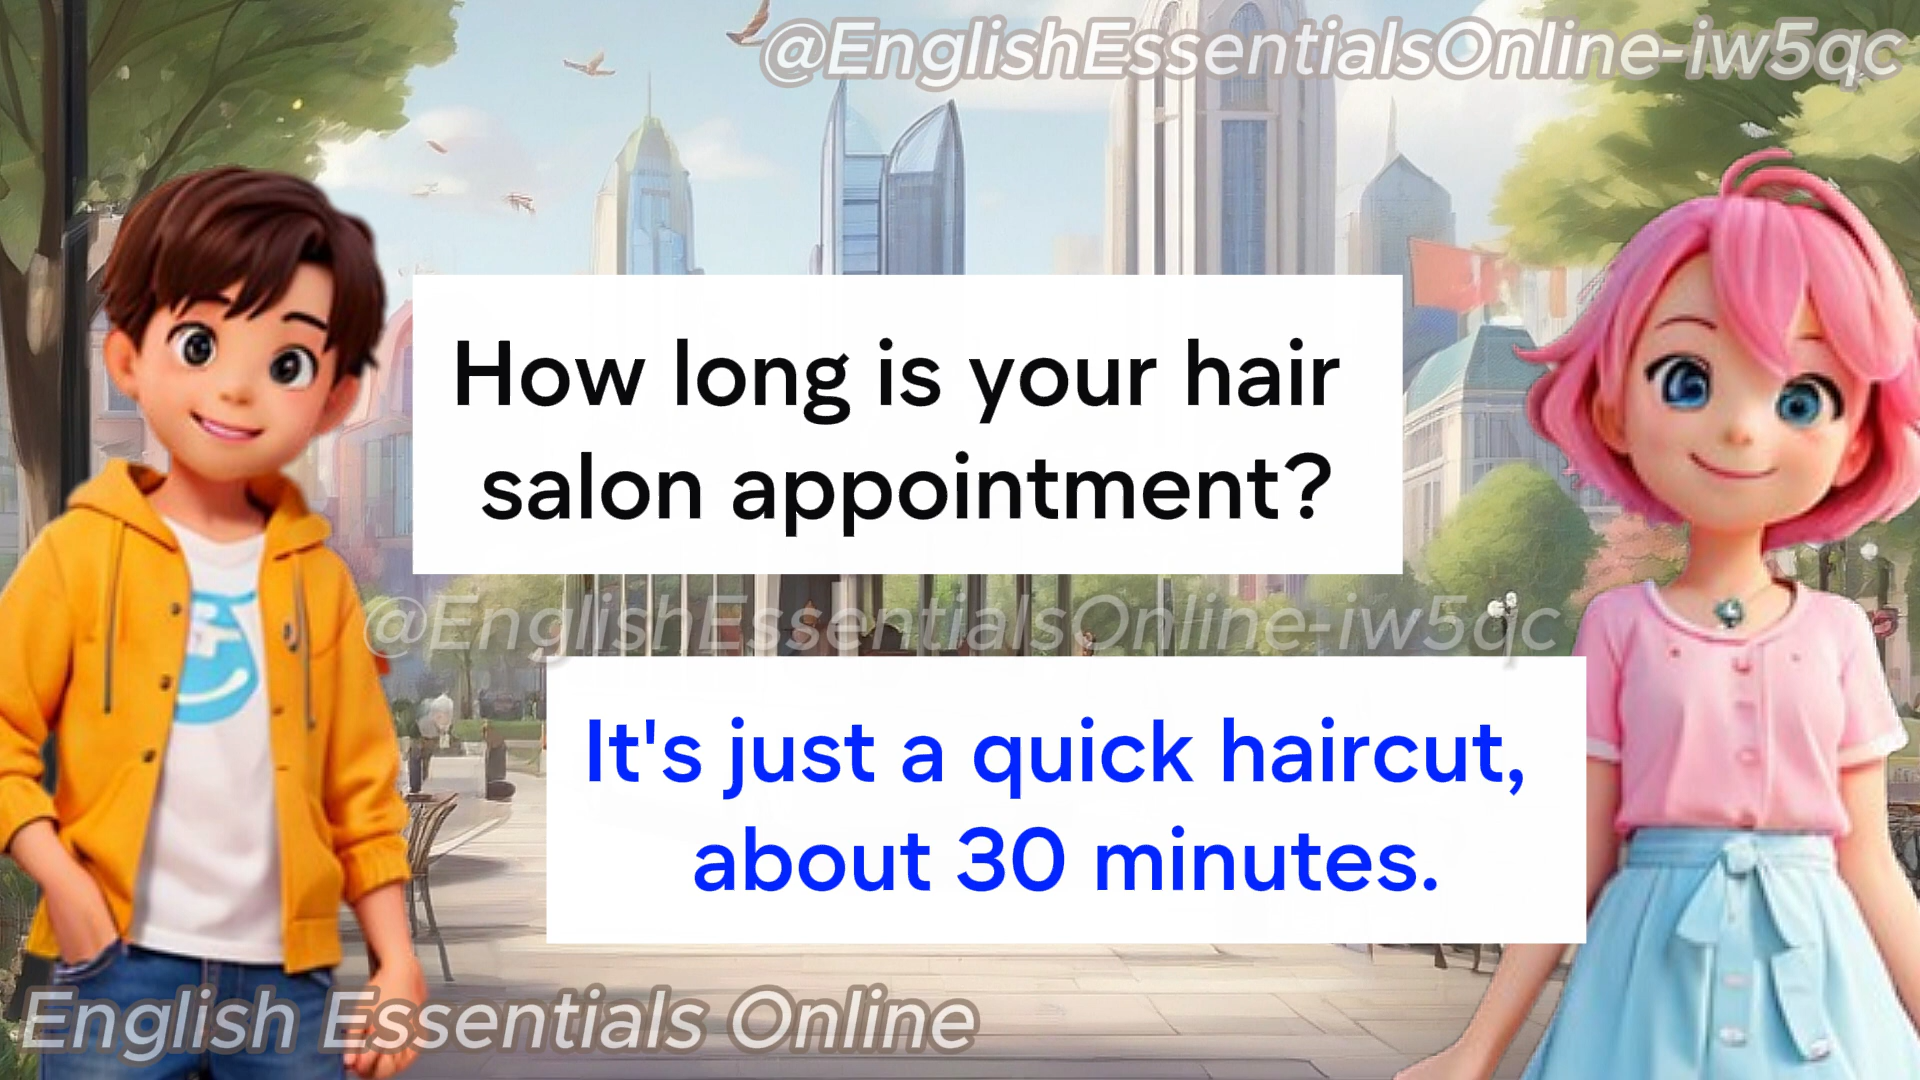 @EnglishEssentialsOnline-iw5qc
How long is your hair
salon appointment?
@EnglishEssentialsOnline-iw5qc
It's just a quick haircut,
about 30 minutes.
English Essentials Online